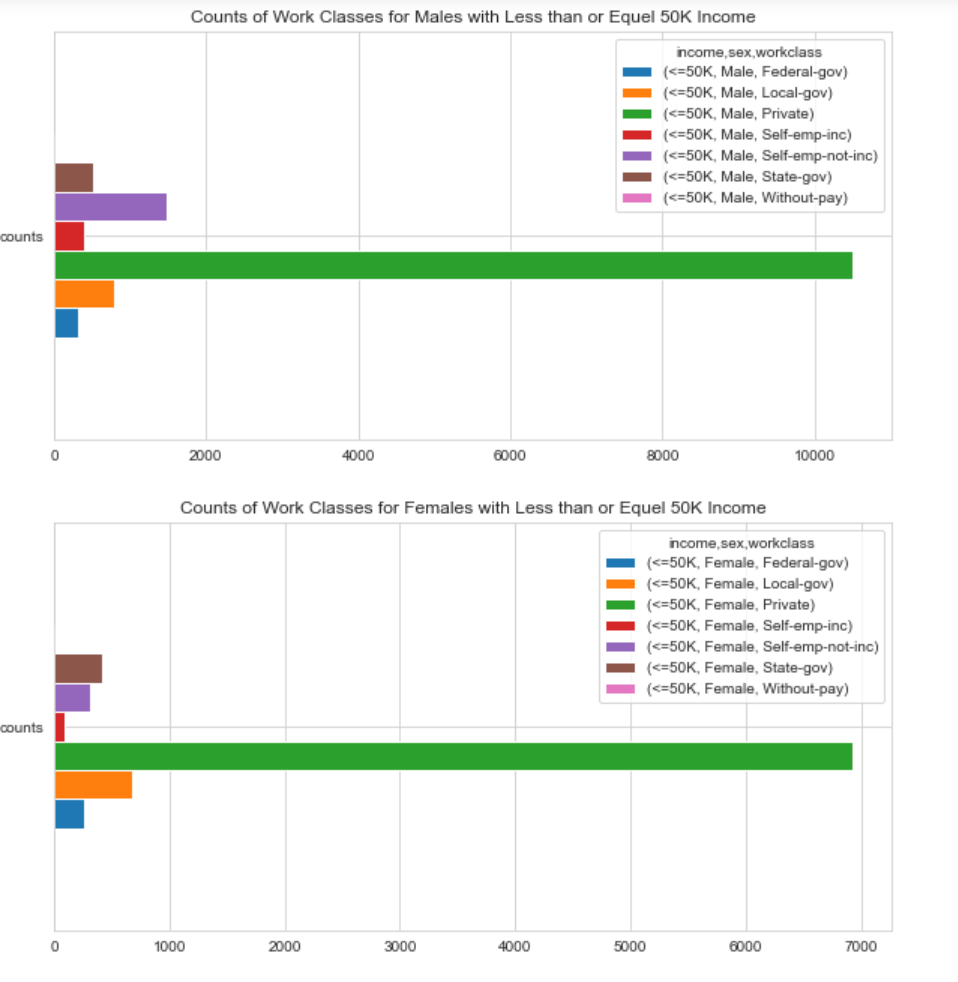 Counts of Work Classes for Males with Less than or Equel 50K Income
income,sex,workclass
(<=50K, Male, Federal-gov)
(<=50K, Male, Local-gov)
(<=50K, Male, Private)
(<=50K, Male, Self-emp-inc)
(<=50K, Male, Self-emp-not-inc)
(<=50K, Male, State-gov)
(<=50K, Male, Without-pay)
counts
0 2000 4000 6000 8000 10000
Counts of Work Classes for Females with Less than or Equel 50K Income
income,sex,workclass
(<=50K, Female, Federal-gov)
(<=50K, Female, Local-gov)
(<=50K, Female, Private)
(<=50K, Female, Self-emp-inc)
(<=50K, Female, Self-emp-not-inc)
(<=50K, Female, State-gov)
(<=50K, Female, Without-pay)
counts
0 1000 2000 3000 4000 5000 6000 7000